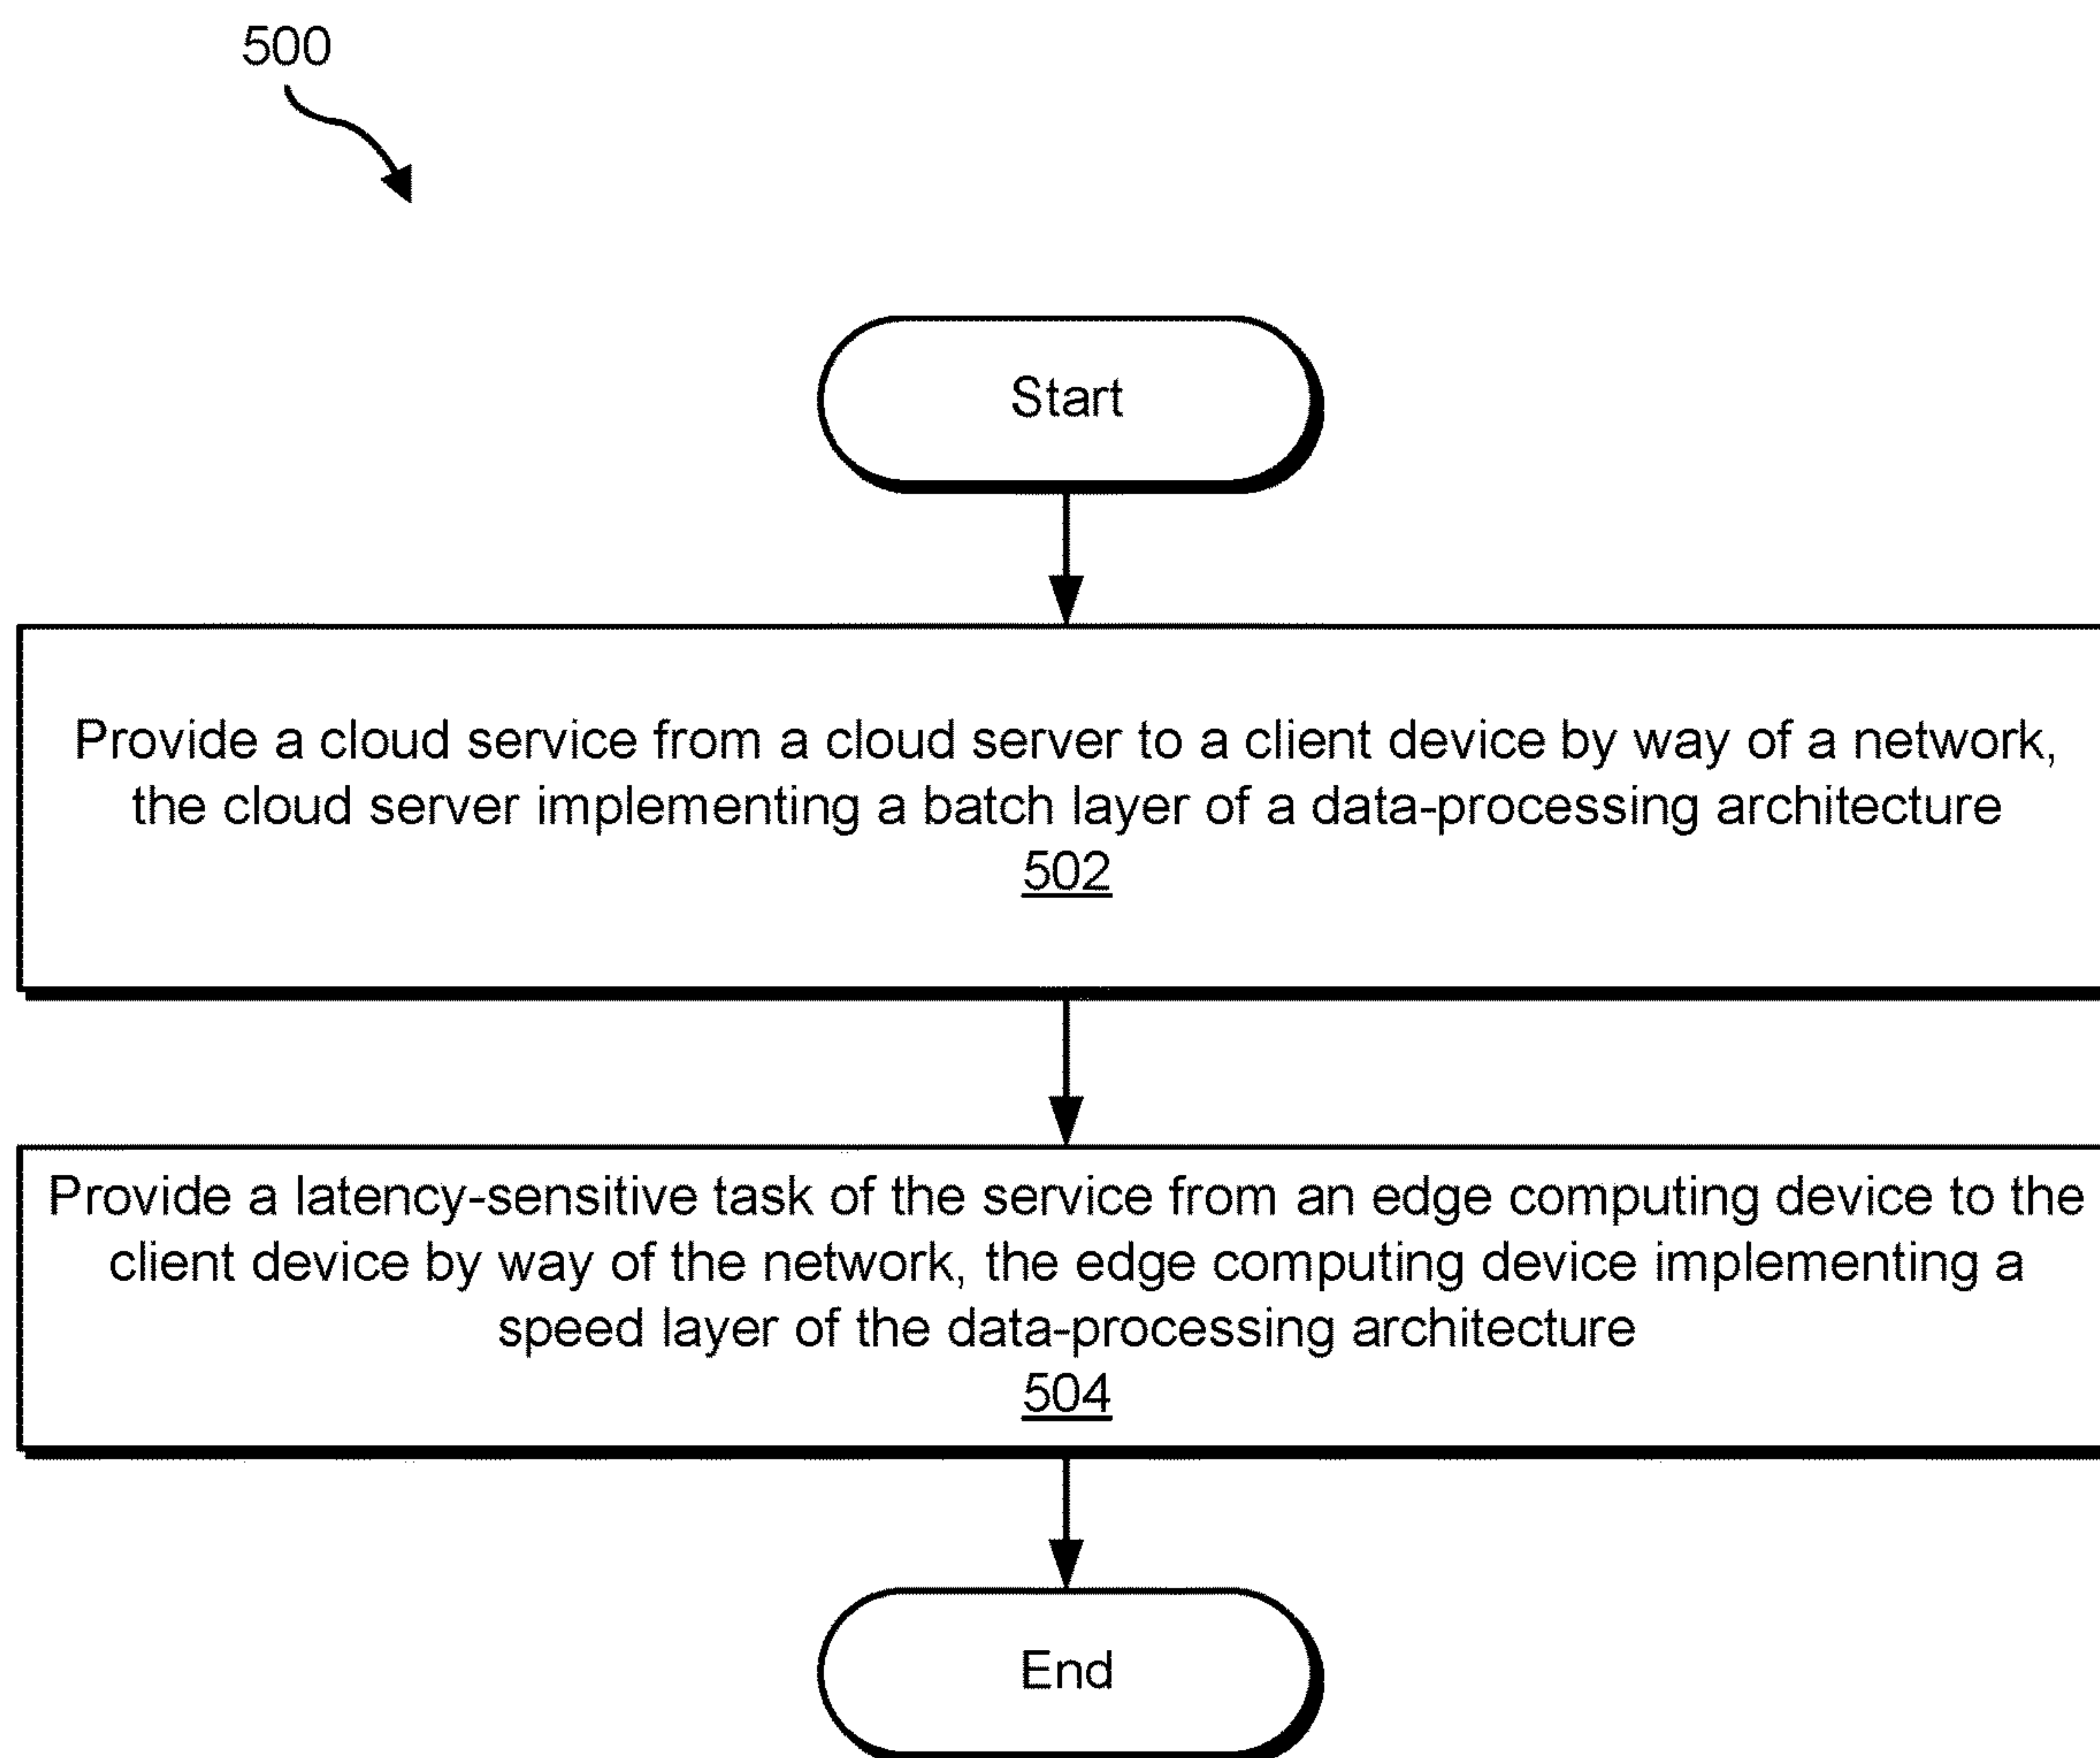 500
Start
Provide a cloud service from a cloud server to a client device by way of a network,
the cloud server implementing a batch layer of a data-processing architecture
502
Provide a latency-sensitive task of the service from an edge computing device to the
client device by way of the network, the edge computing device implementing a
speed layer of the data-processing architecture
504
End